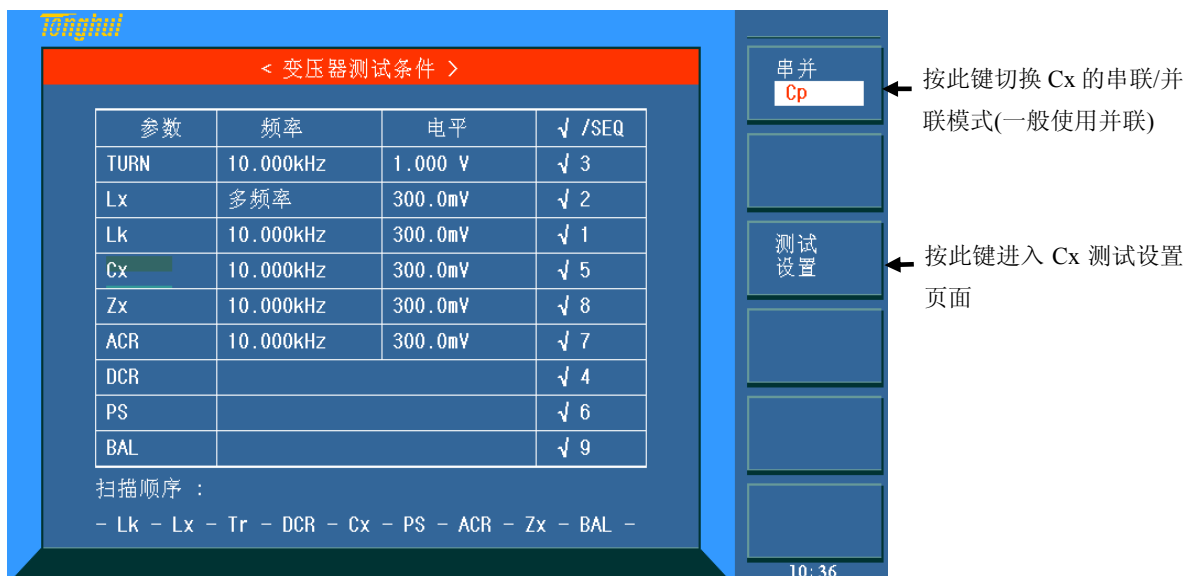 Tonghui
< 变压器测试条件 >
参数 频率 电平 √ /SEQ
TURN 10.000kHz 1.000 V √ 3
Lx 多频率 300.0mV √ 2
Lk 10.000kHz 300.0mV √ 1
Cx 10.000kHz 300.0mV √ 5
Zx 10.000kHz 300.0mV √ 8
ACR 10.000kHz 300.0mV √ 7
DCR √ 4
PS √ 6
BAL √ 9
扫描顺序 :
- Lk - Lx - Tr - DCR - Cx - PS - ACR - Zx - BAL -
串并
Cp
测试
设置
10:36
按此键切换 Cx 的串联/并
联模式(一般使用并联)
按此键进入 Cx 测试设置
页面